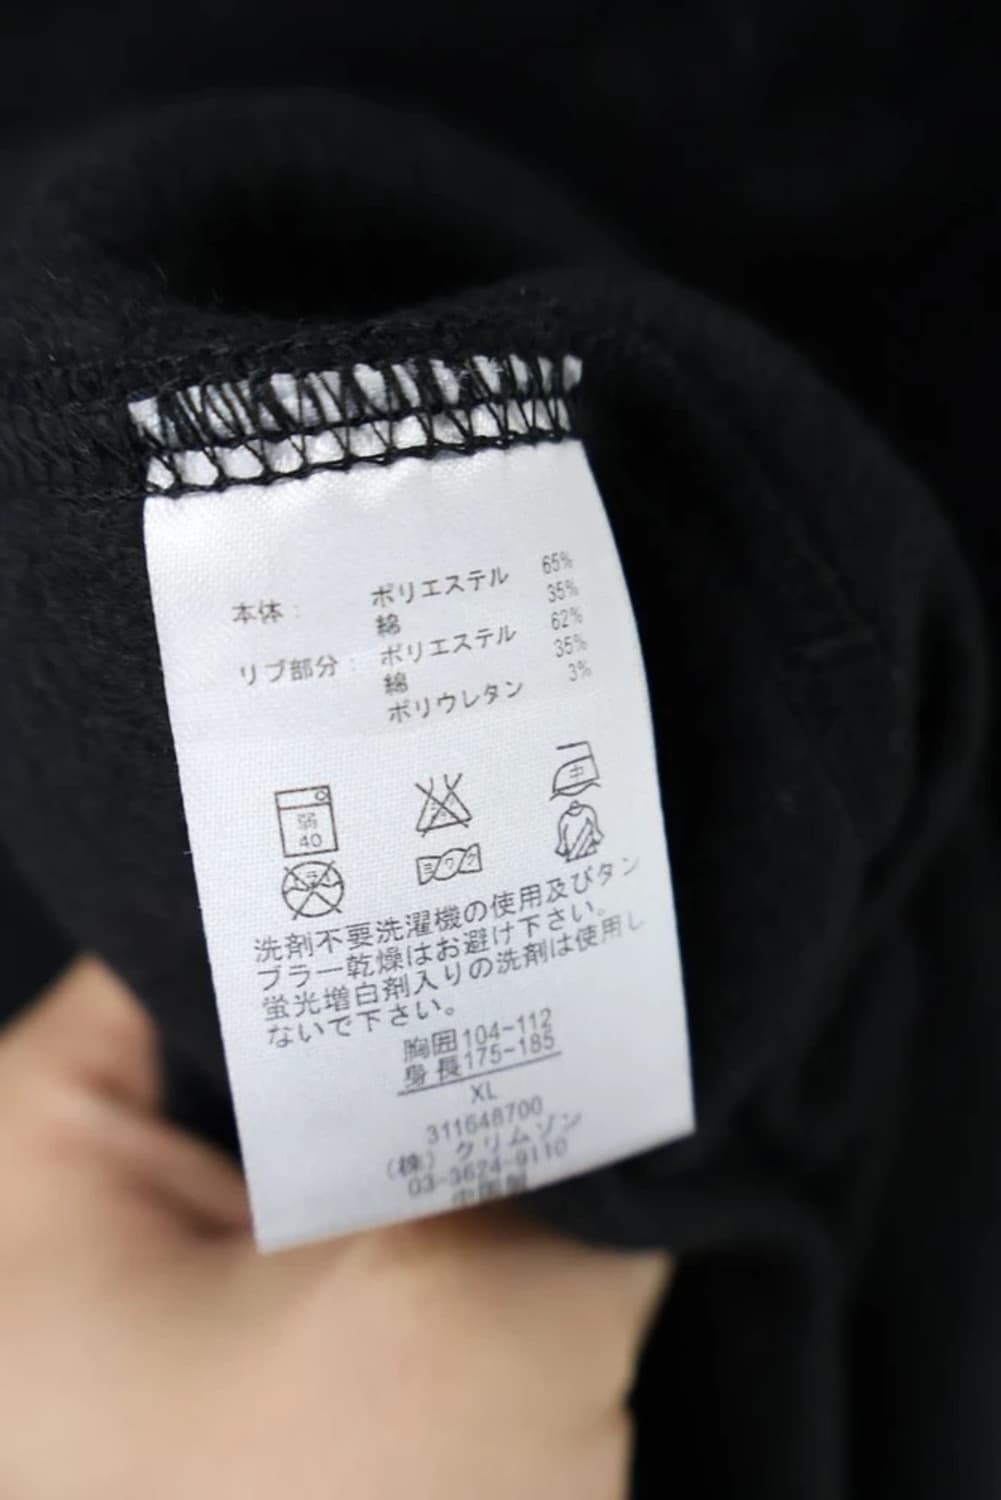 本体： ポリエステル 65%
綿 35%
リブ部分： ポリエステル 62%
綿 35%
ポリウレタン 3%
弱
40
中
洗剤不要洗濯機の使用及びタン
ブラー乾燥はお避け下さい。
蛍光増白剤入りの洗剤は使用し
ないで下さい。
胸囲104-112
身長175-185
XL
311648700
(株) クリムゾン
03-3624-9110
中国製